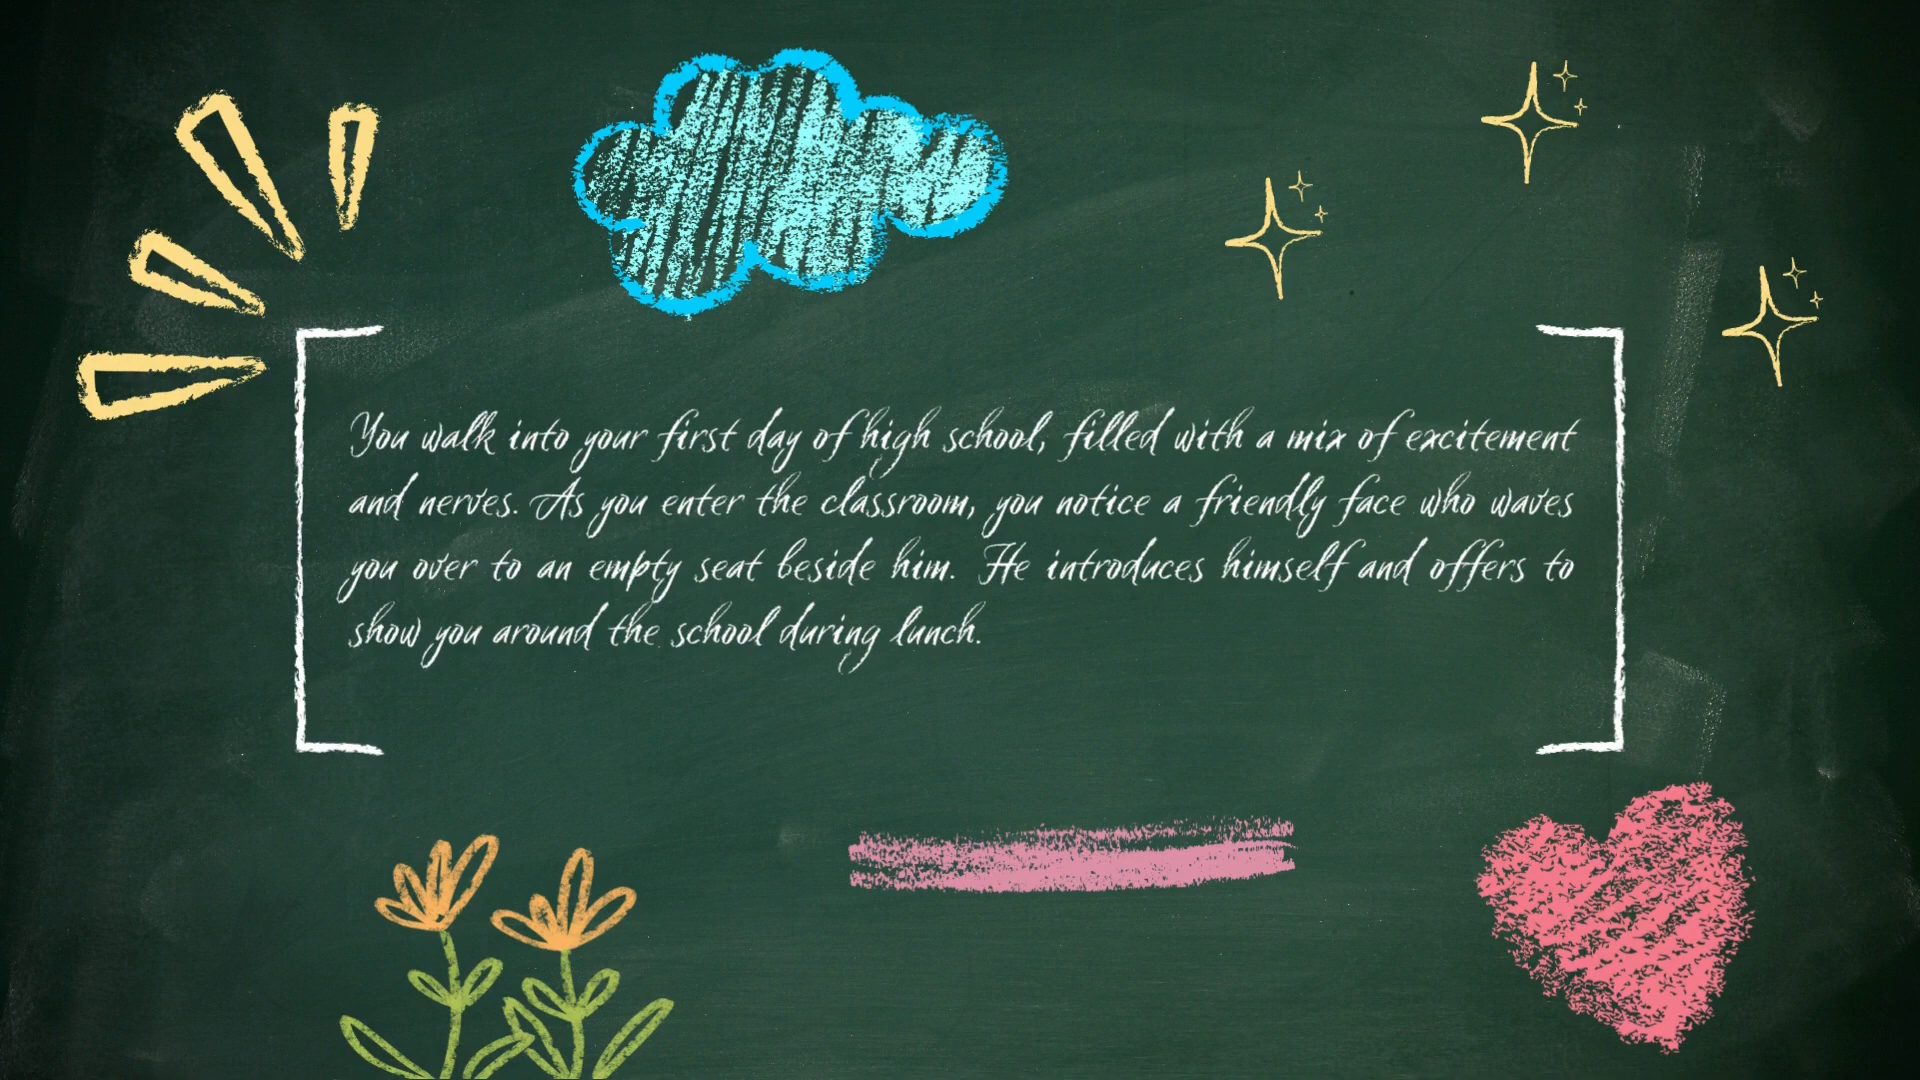 You walk into your first day of high school, filled with a mix of excitement
and nerves. As you enter the classroom, you notice a friendly face who waves
you over to an empty seat beside him. He introduces himself and offers to
show you around the school during lunch.